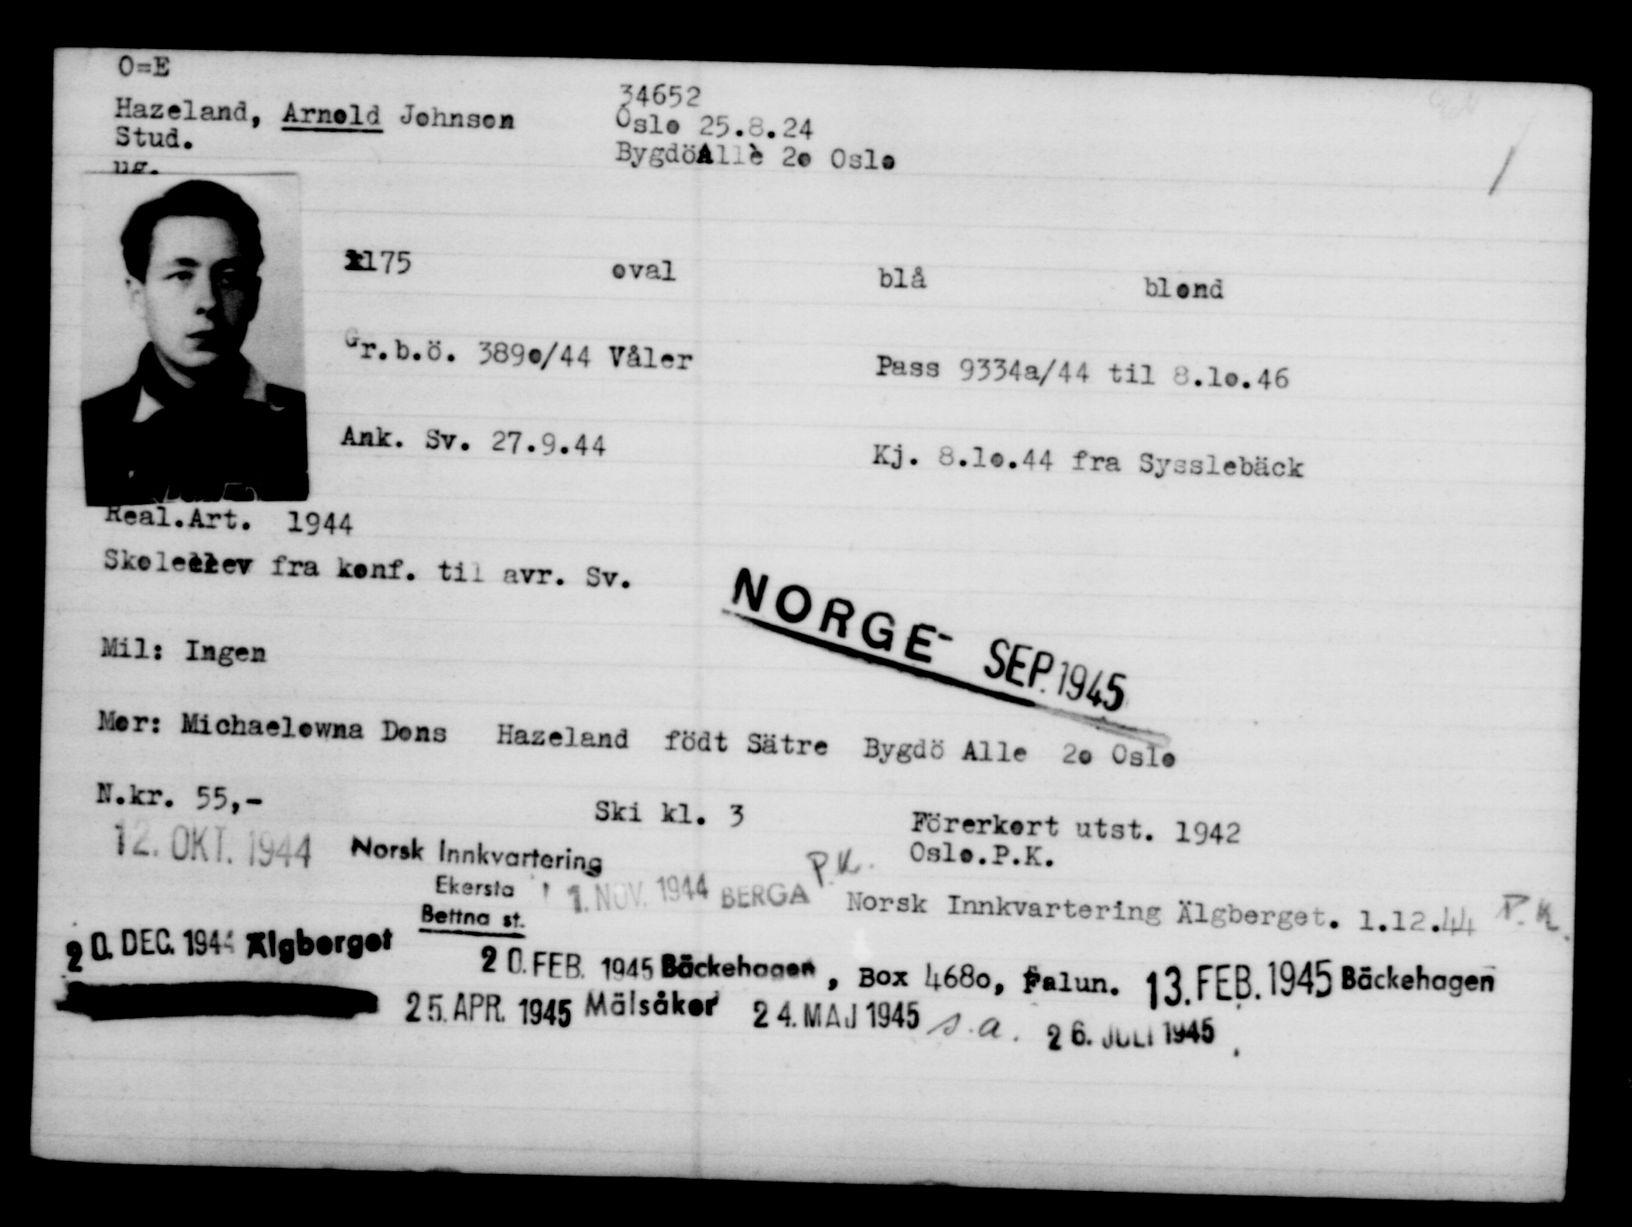 O=E
34652
Hazeland, Arnold Johnson
Oslo 25.8.24
Stud.
BygdöAllè 2o Oslo
ug.
175 oval blå blond
Gr.b.ö. 389o/44 Våler Pass 9334a/44 til 8.1o.46
Ank. Sv. 27.9.44 Kj. 8.1o.44 fra Sysslebäck
Real.Art. 1944
Skoleelev fra konf. til avr. Sv.
NORGE - SEP. 1945
Mil: Ingen
Mor: Michaelowna Dons Hazeland födt Sätre Bygdö Alle 2o Oslo
N.kr. 55,- Ski kl. 3 Förerkort utst. 1942
Oslo.P.K.
12. OKT. 1944 Norsk Innkvartering
P.K.
Ekersta 1. NOV. 1944 BERGA Norsk Innkvartering Älgberget. 1.12.44 P.K.
Bettna st.
20. DEC. 1944 Älgberget 20. FEB. 1945 Bäckehagen, Box 468o, Falun. 13. FEB. 1945 Bäckehagen
25. APR. 1945 Mälsåker 24. MAJ 1945 s.a. 26. JULI 1945